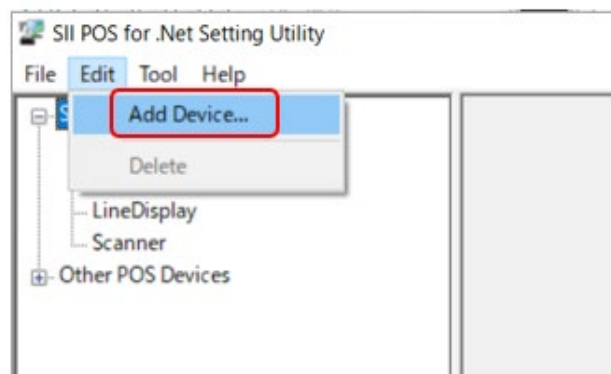 SII POS for .Net Setting Utility
File Edit Tool Help
Add Device...
Delete
LineDisplay
Scanner
Other POS Devices